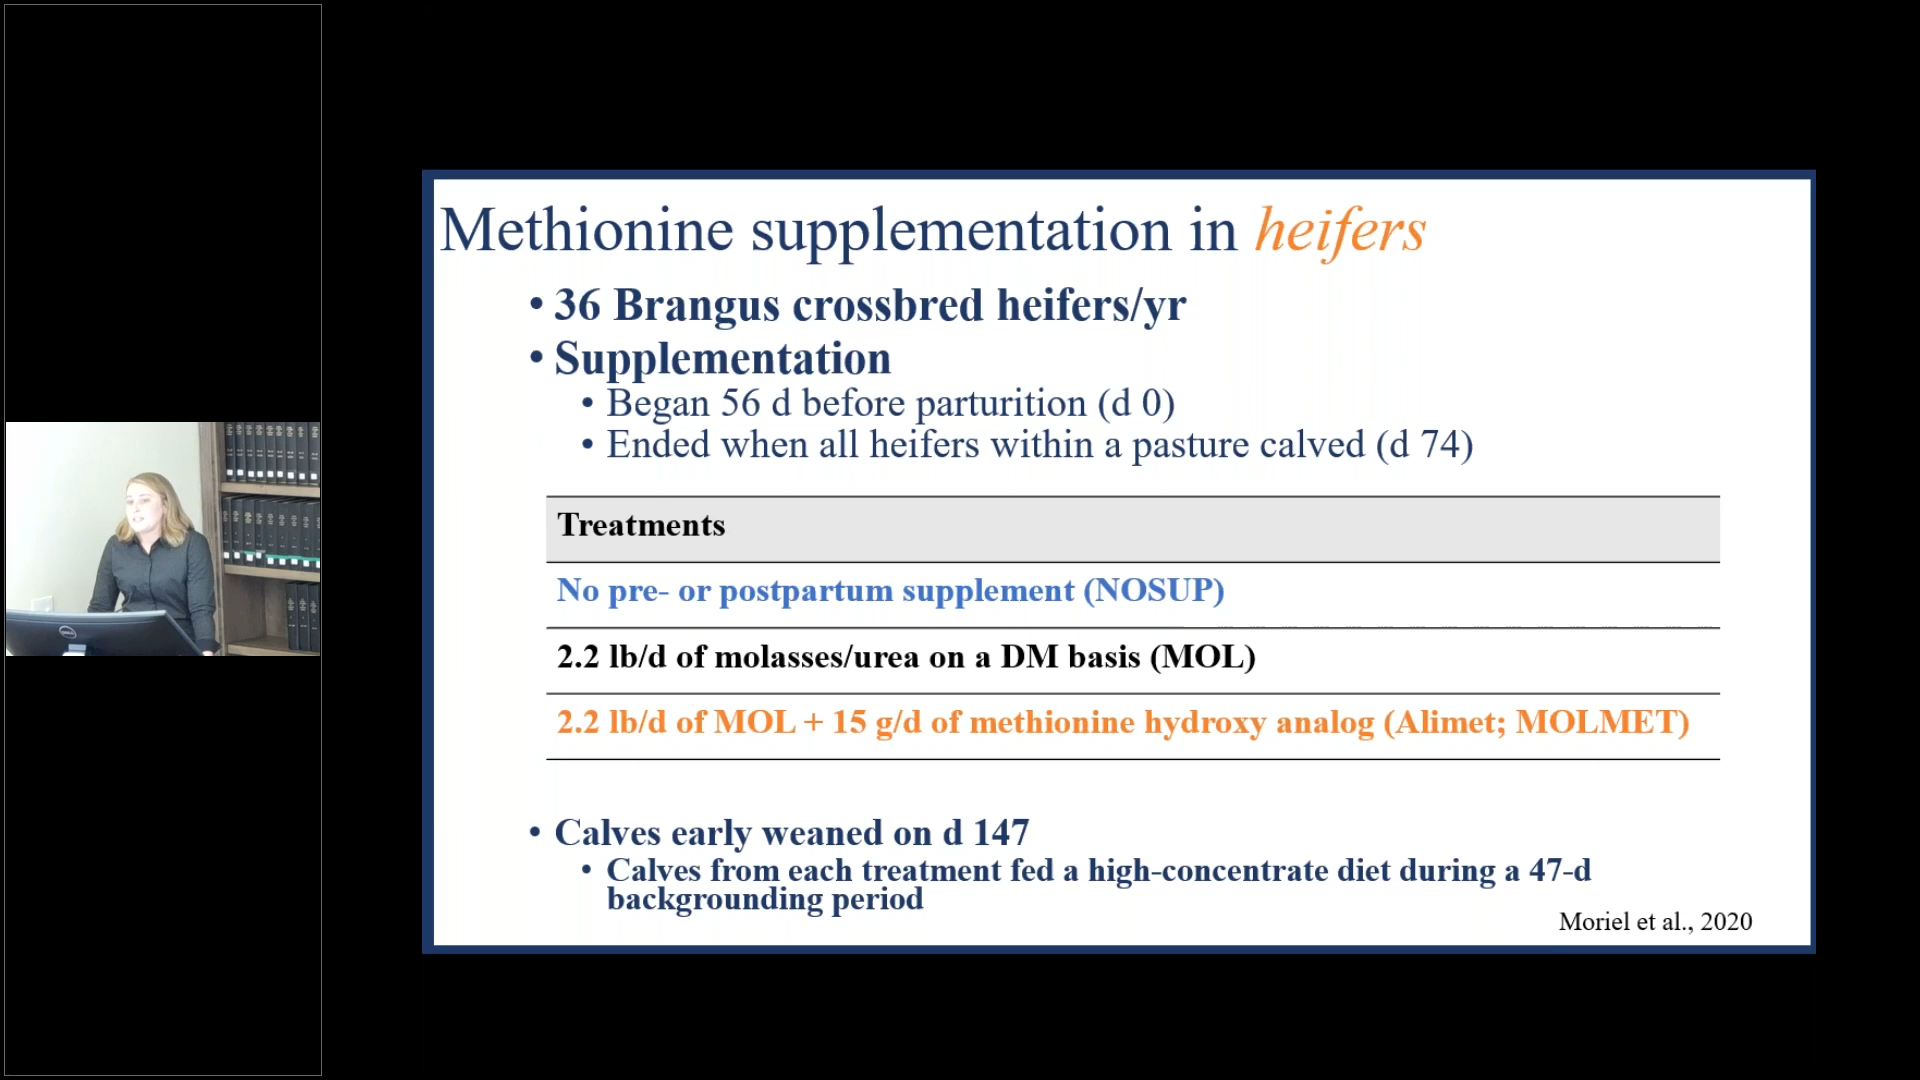 Methionine supplementation in heifers
• 36 Brangus crossbred heifers/yr
• Supplementation
• Began 56 d before parturition (d 0)
• Ended when all heifers within a pasture calved (d 74)
Treatments
No pre- or postpartum supplement (NOSUP)
2.2 lb/d of molasses/urea on a DM basis (MOL)
2.2 lb/d of MOL + 15 g/d of methionine hydroxy analog (Alimet; MOLMET)
• Calves early weaned on d 147
• Calves from each treatment fed a high-concentrate diet during a 47-d
backgrounding period
Moriel et al., 2020